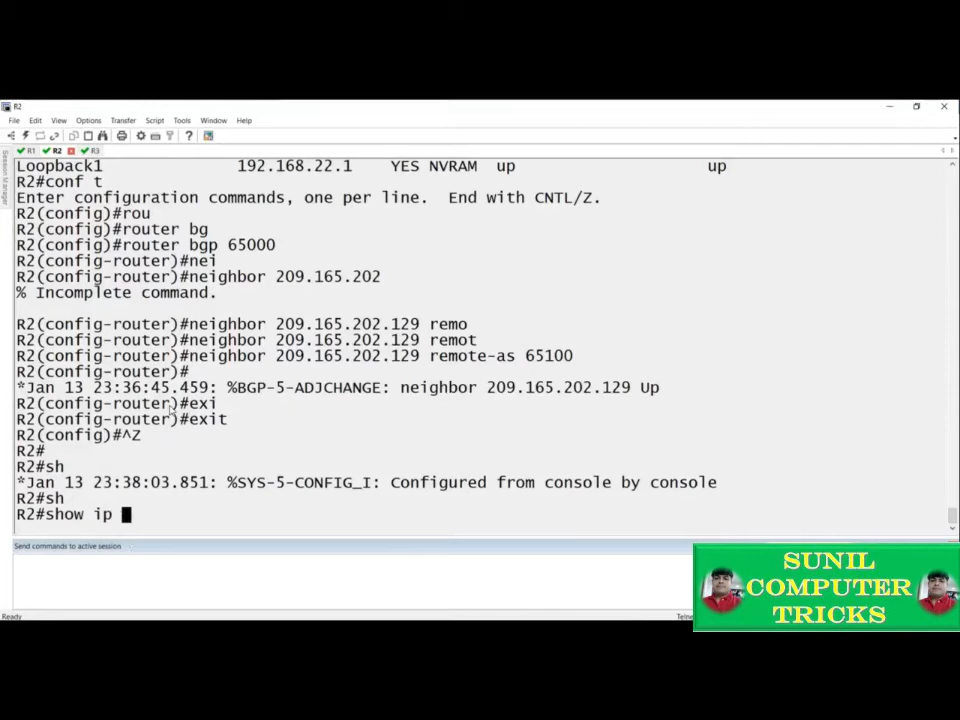 R2
File Edit View Options Transfer Script Tools Window Help
R1 R2 R3
Session Manager
Loopback1 192.168.22.1 YES NVRAM up up
R2#conf t
Enter configuration commands, one per line. End with CNTL/Z.
R2(config)#rou
R2(config)#router bg
R2(config)#router bgp 65000
R2(config-router)#nei
R2(config-router)#neighbor 209.165.202
% Incomplete command.
R2(config-router)#neighbor 209.165.202.129 remo
R2(config-router)#neighbor 209.165.202.129 remot
R2(config-router)#neighbor 209.165.202.129 remote-as 65100
R2(config-router)#
*Jan 13 23:36:45.459: %BGP-5-ADJCHANGE: neighbor 209.165.202.129 Up
R2(config-router)#exi
R2(config-router)#exit
R2(config)#^Z
R2#
R2#sh
*Jan 13 23:38:03.851: %SYS-5-CONFIG_I: Configured from console by console
R2#sh
R2#show ip
Send commands to active session
SUNIL
COMPUTER
TRICKS
Ready